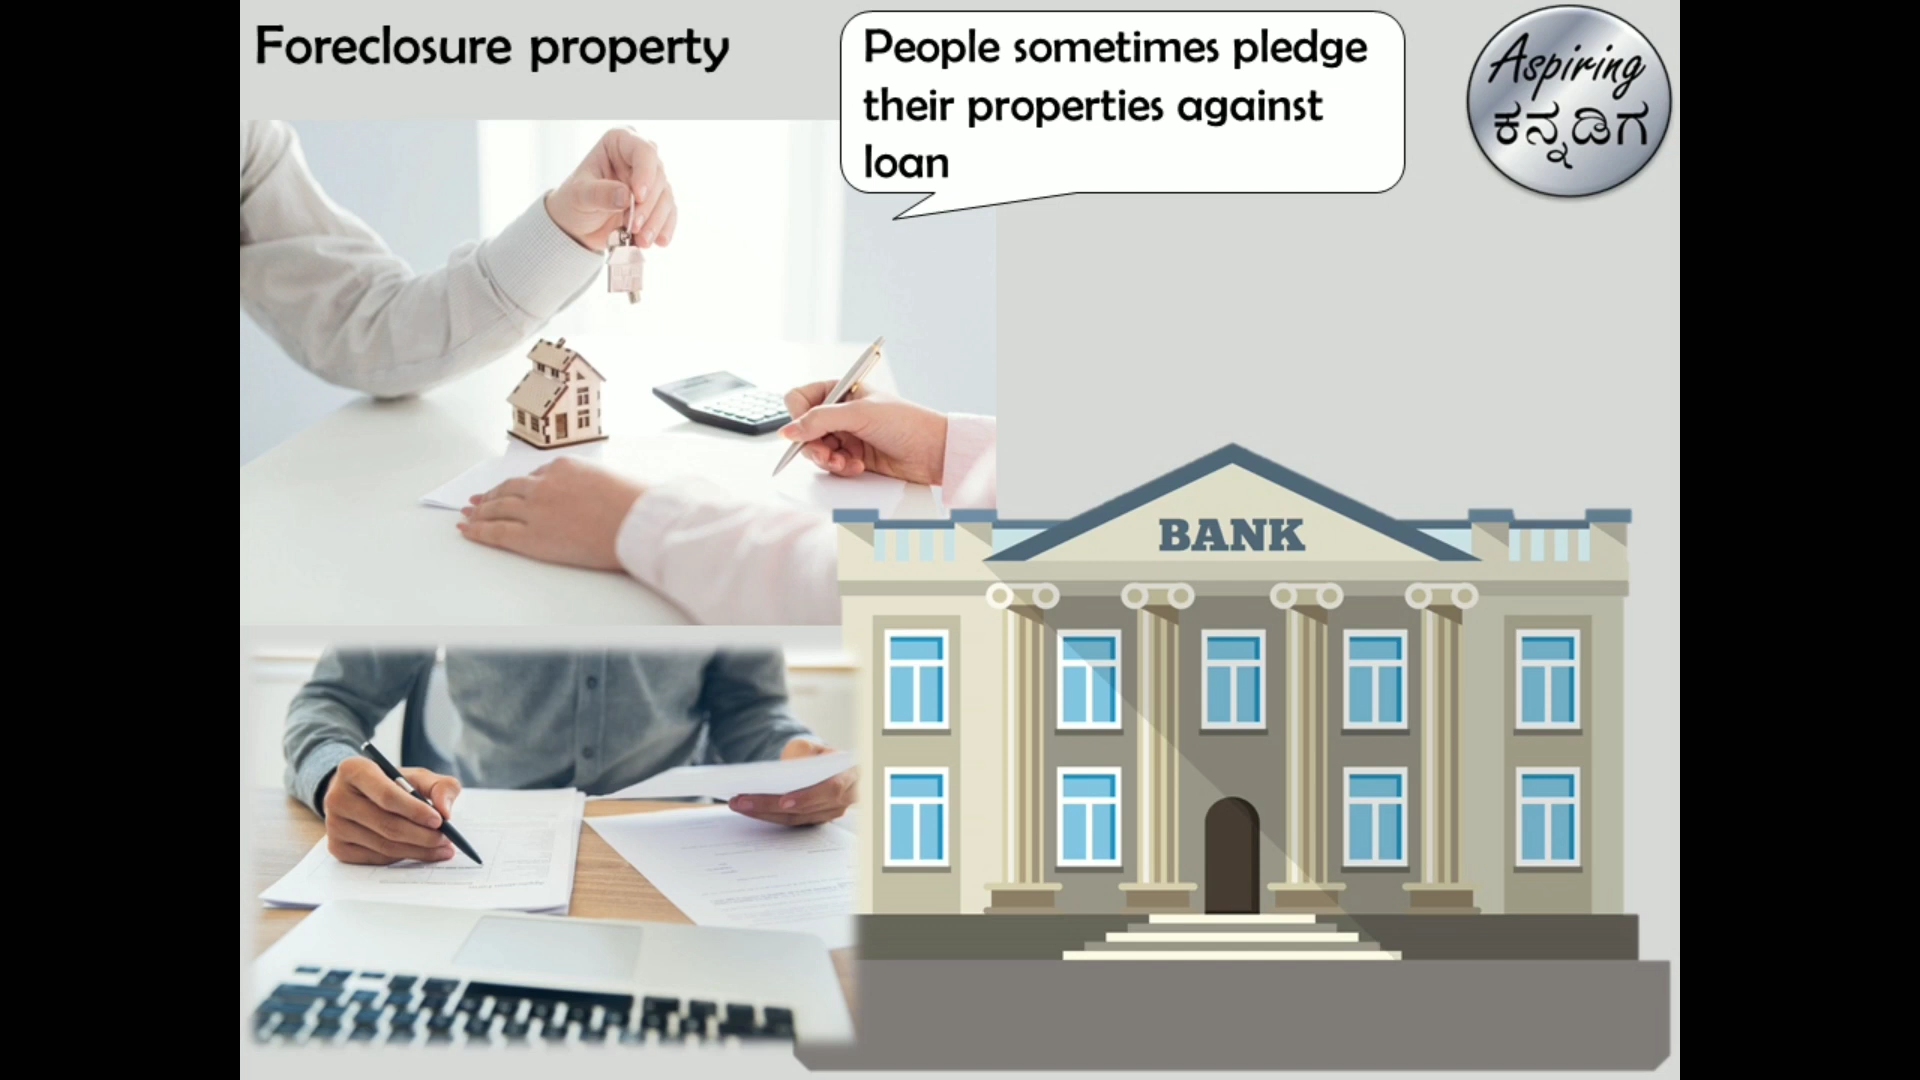 Foreclosure property
People sometimes pledge
their properties against
loan
Aspiring
ಕನ್ನಡಿಗ
BANK